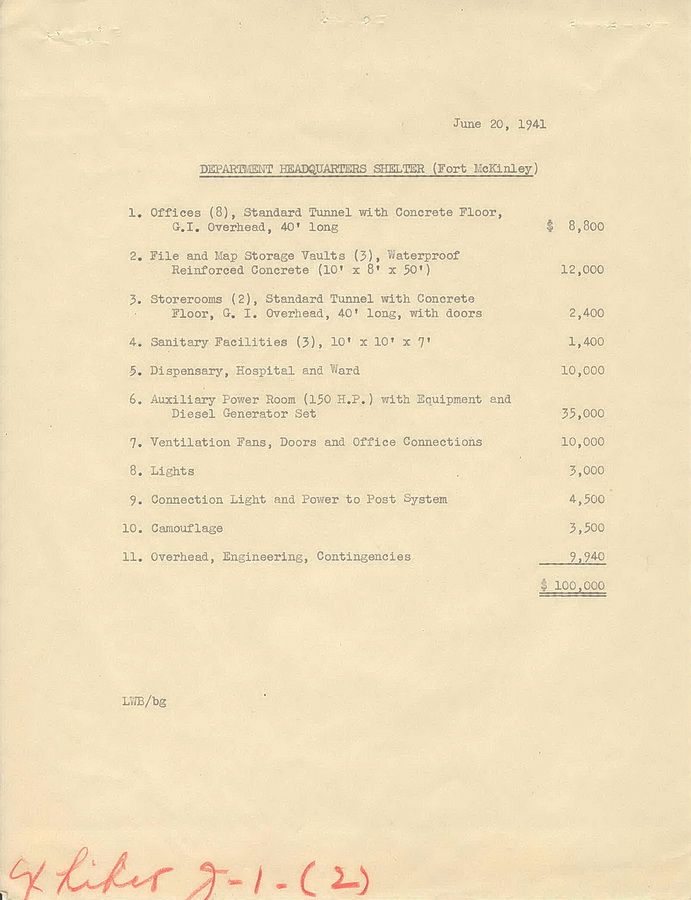 June 20, 1941
DEPARTMENT HEADQUARTERS SHELTER (Fort McKinley)
1. Offices (8), Standard Tunnel with Concrete Floor,
G.I. Overhead, 40' long $ 8,800
2. File and Map Storage Vaults (3), Waterproof
Reinforced Concrete (10' x 8' x 50') 12,000
3. Storerooms (2), Standard Tunnel with Concrete
Floor, G. I. Overhead, 40' long, with doors 2,400
4. Sanitary Facilities (3), 10' x 10' x 7' 1,400
5. Dispensary, Hospital and Ward 10,000
6. Auxiliary Power Room (150 H.P.) with Equipment and
Diesel Generator Set 35,000
7. Ventilation Fans, Doors and Office Connections 10,000
8. Lights 3,000
9. Connection Light and Power to Post System 4,500
10. Camouflage 3,500
11. Overhead, Engineering, Contingencies 9,940
$ 100,000
LWB/bg
Exhibit J-1-(2)